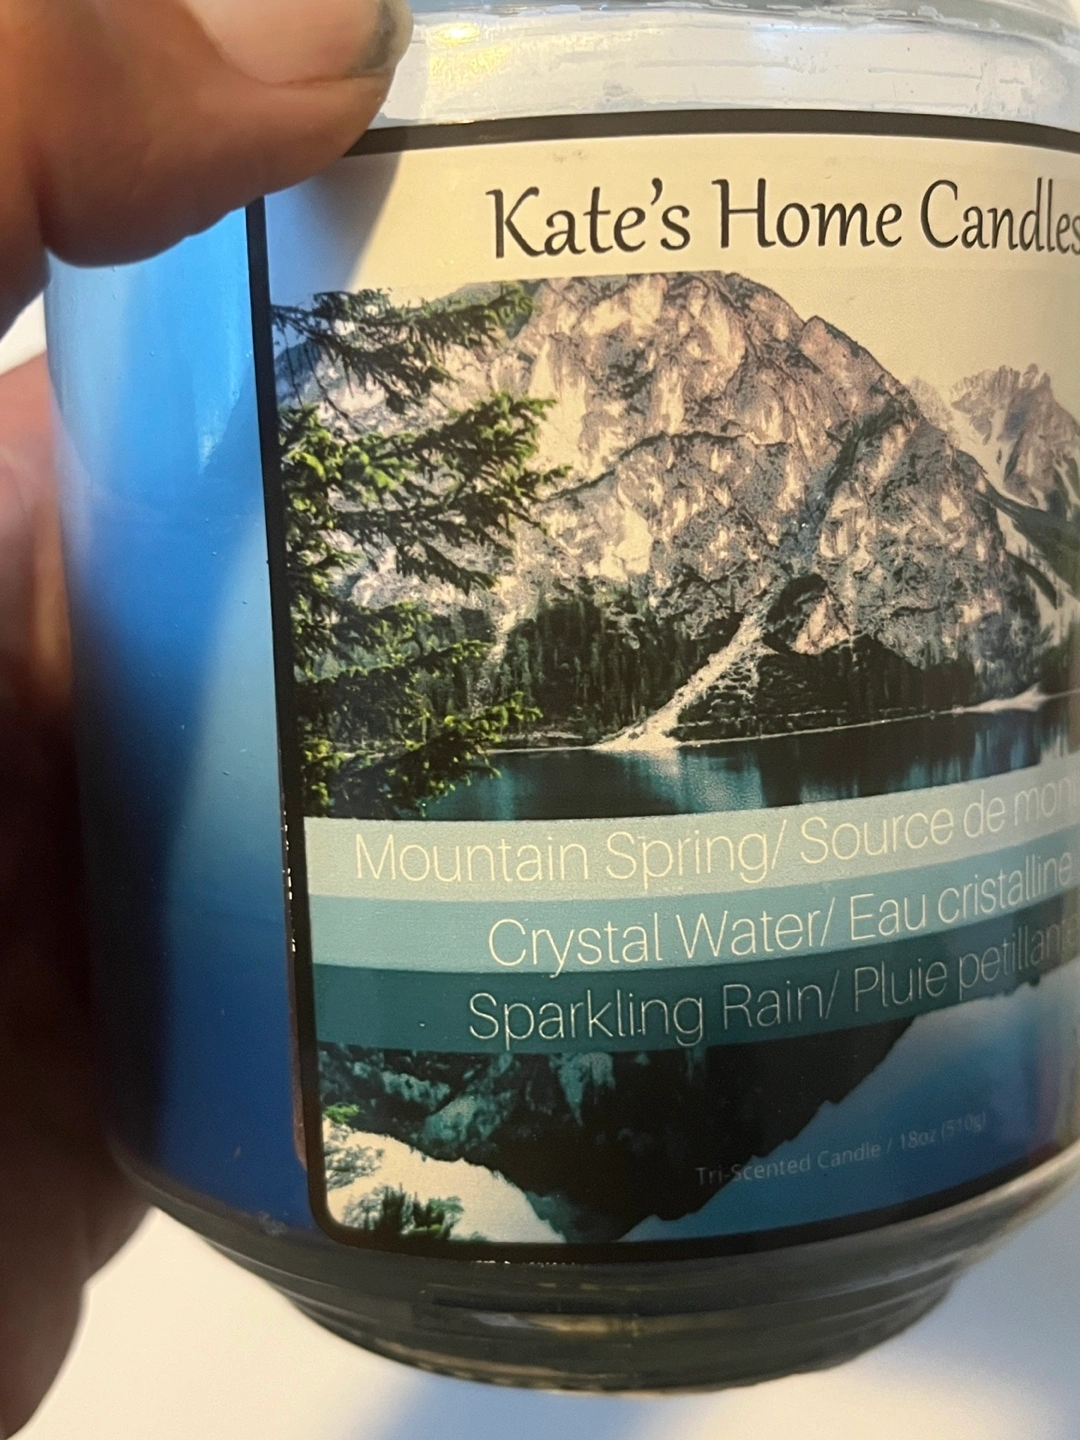 Kate's Home Candles
Mountain Spring/ Source de
Crystal Water/ Eau cristalline
Sparkling Rain/ Pluie petillante
Tri-Scented Candle / 18oz (510g)